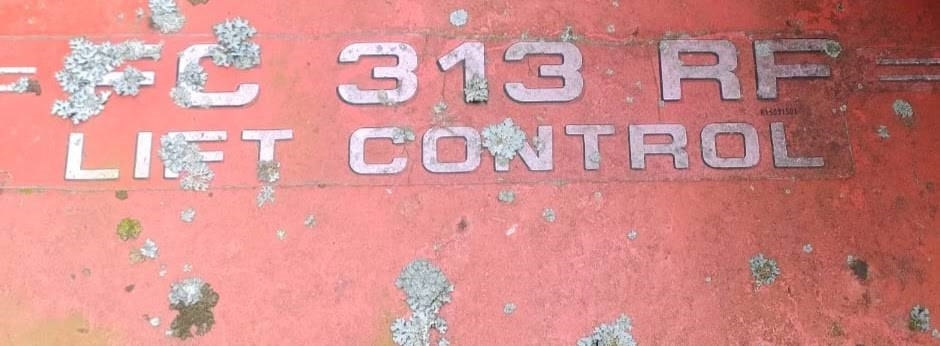 FC 313 RF
LIFT CONTROL